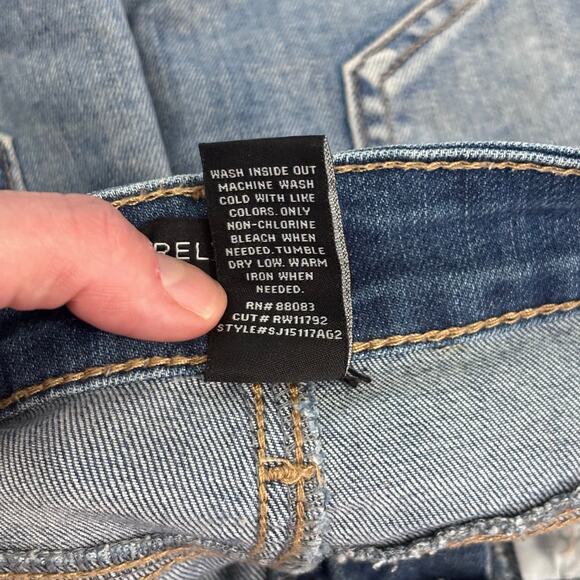 WASH INSIDE OUT
MACHINE WASH
COLD WITH LIKE
COLORS. ONLY
NON-CHLORINE
BLEACH WHEN
NEEDED.TUMBLE
DRY LOW. WARM
IRON WHEN
NEEDED.
RN# 88083
CUT# RW11792
STYLE#SJ15117AG2
REL